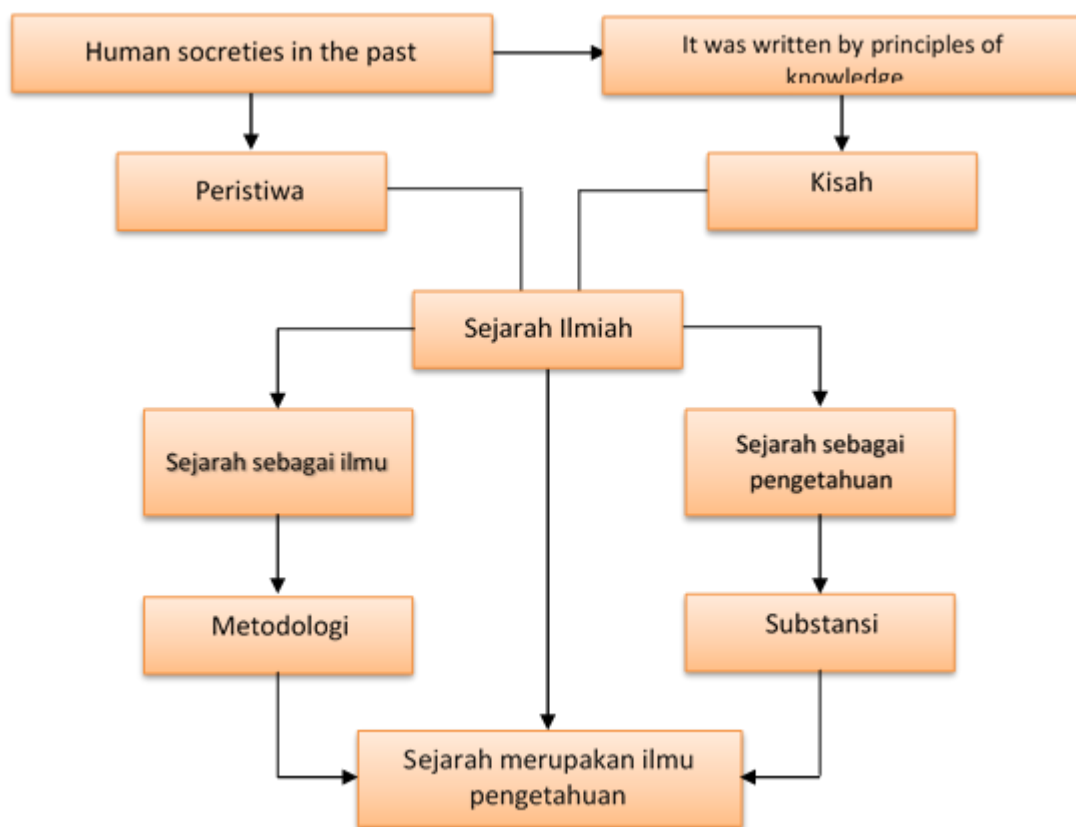 Human socreties in the past
It was written by principles of
knowledge
Peristiwa
Kisah
Sejarah Ilmiah
Sejarah sebagai ilmu
Sejarah sebagai
pengetahuan
Metodologi
Substansi
Sejarah merupakan ilmu
pengetahuan